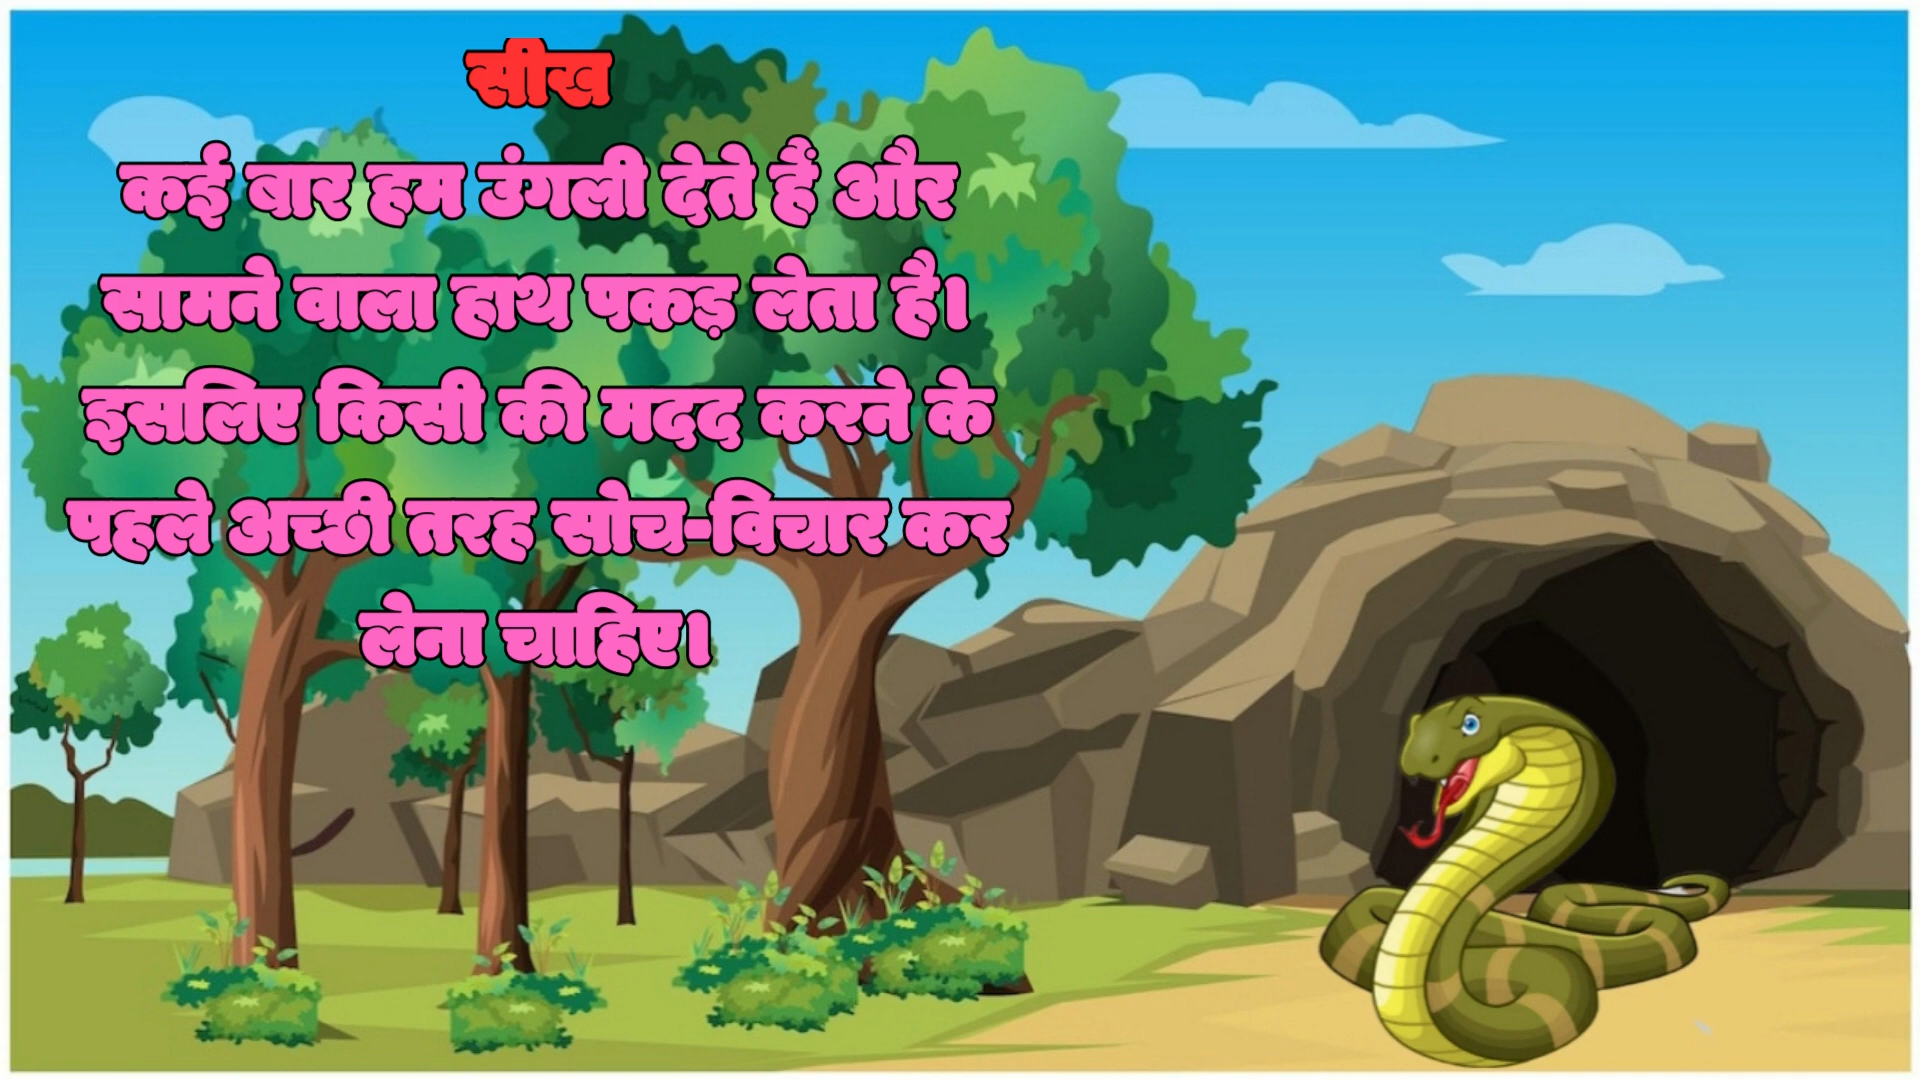 सीख
कई बार हम उंगली देते हैं और
सामने वाला हाथ पकड़ लेता है।
इसलिए किसी की मदद करने के
पहले अच्छी तरह सोच-विचार कर
लेना चाहिए।